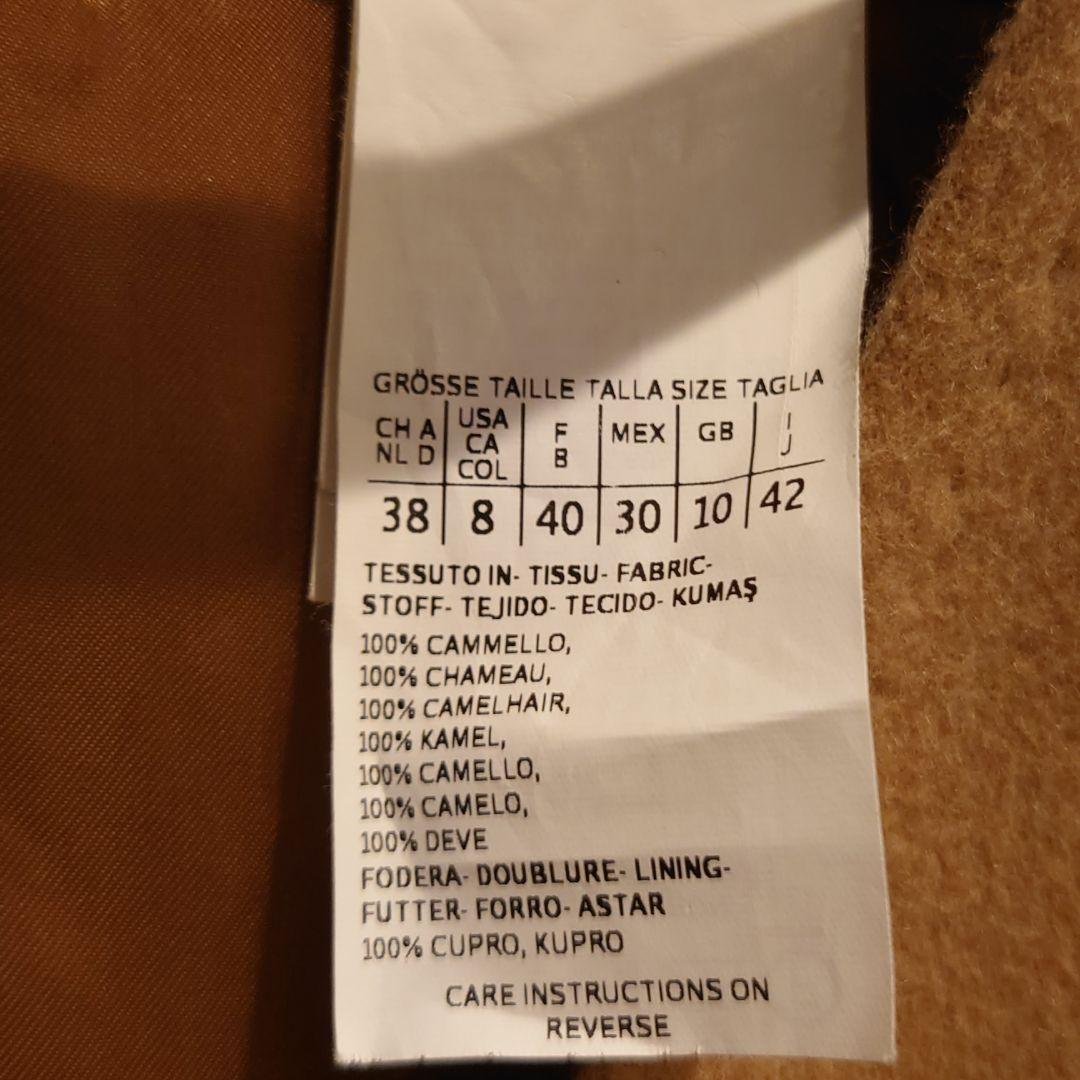 GRÖSSE TAILLE TALLA SIZE TAGLIA
CH A NL D | USA CA COL | F B | MEX | GB | I J
38 | 8 | 40 | 30 | 10 | 42
TESSUTO IN- TISSU- FABRIC-
STOFF- TEJIDO- TECIDO- KUMAŞ
100% CAMMELLO,
100% CHAMEAU,
100% CAMELHAIR,
100% KAMEL,
100% CAMELLO,
100% CAMELO,
100% DEVE
FODERA- DOUBLURE- LINING-
FUTTER- FORRO- ASTAR
100% CUPRO, KUPRO
CARE INSTRUCTIONS ON
REVERSE